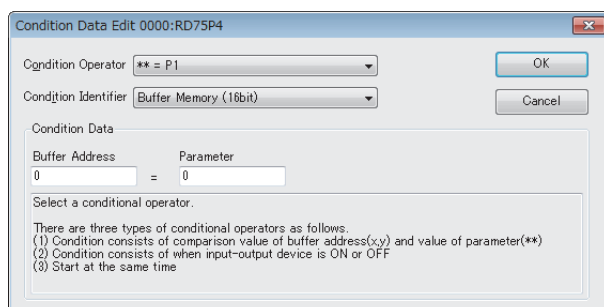 Condition Data Edit 0000:RD75P4
Condition Operator ** = P1
OK
Condition Identifier Buffer Memory (16bit)
Cancel
Condition Data
Buffer Address Parameter
0 = 0
Select a conditional operator.
There are three types of conditional operators as follows.
(1) Condition consists of comparison value of buffer address(x,y) and value of parameter(**)
(2) Condition consists of when input-output device is ON or OFF
(3) Start at the same time